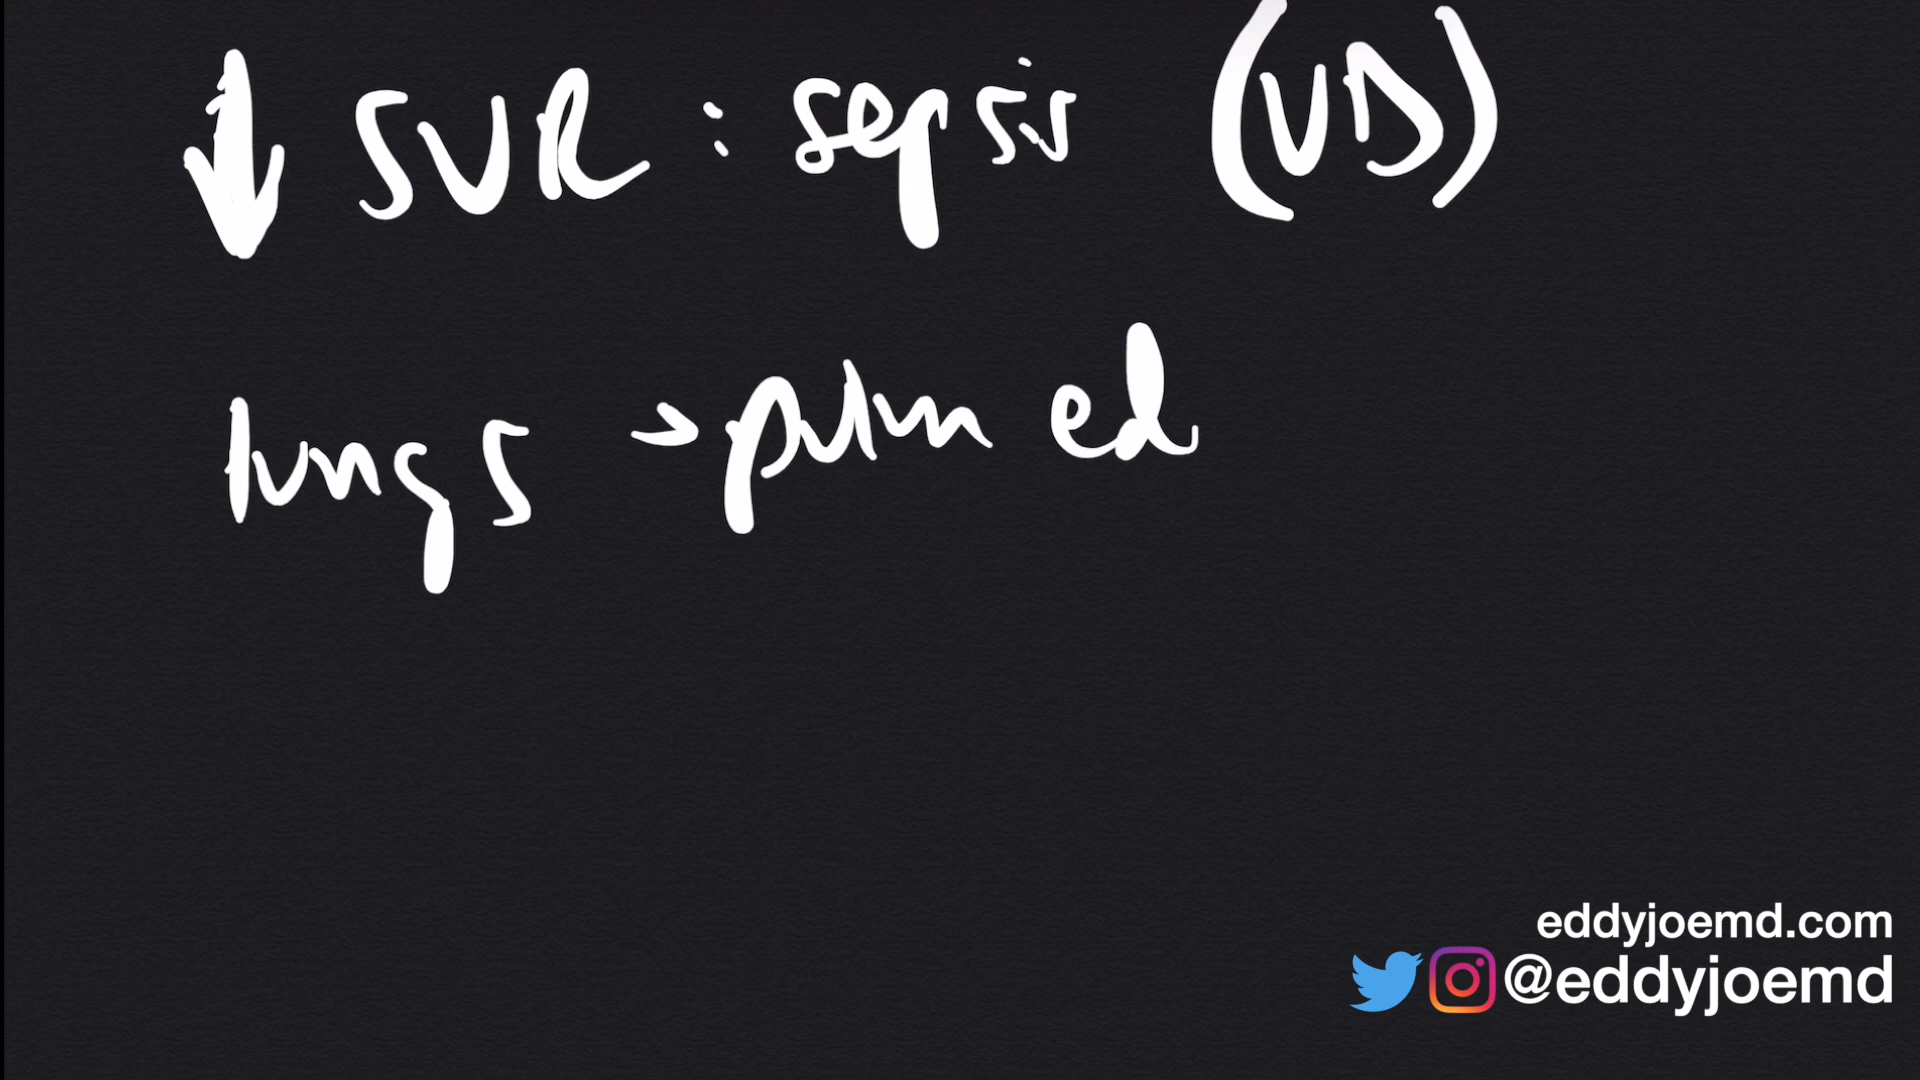 ↓ SVR : sepsis (VD)
lungs → pulm ed
eddyjoemd.com
@eddyjoemd